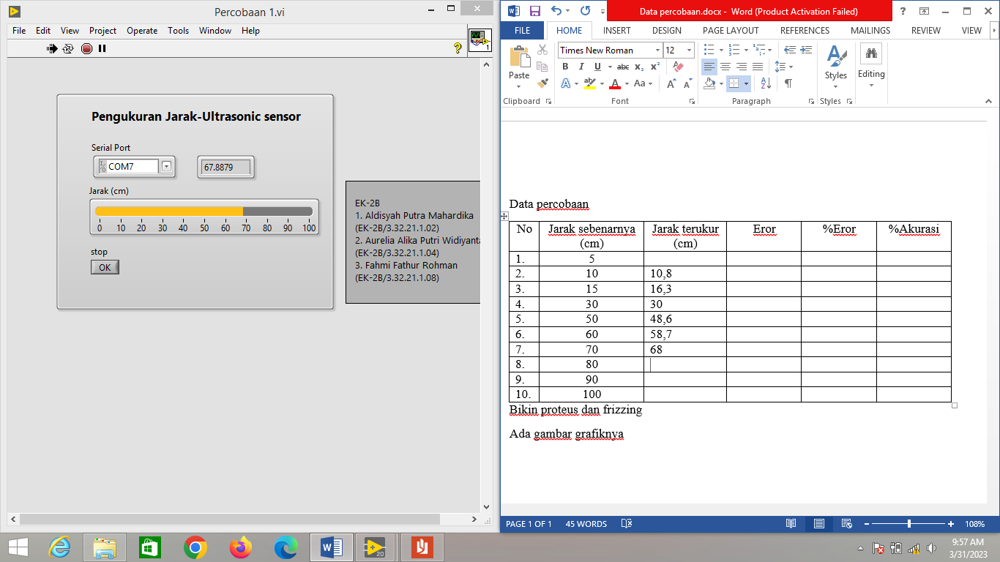 Percobaan 1.vi
File Edit View Project Operate Tools Window Help
1
Pengukuran Jarak-Ultrasonic sensor
Serial Port
I/O COM7
67.8879
Jarak (cm)
0 10 20 30 40 50 60 70 80 90 100
stop
OK
EK-2B
1. Aldisyah Putra Mahardika
(EK-2B/3.32.21.1.02)
2. Aurelia Alika Putri Widiyanta
(EK-2B/3.32.21.1.04)
3. Fahmi Fathur Rohman
(EK-2B/3.32.21.1.08)
Data percobaan.docx - Word (Product Activation Failed)
FILE HOME INSERT DESIGN PAGE LAYOUT REFERENCES MAILINGS REVIEW VIEW
Paste
Times New Roman 12
B I U abc x₂ x²
A ab A Aa A A
Styles
Editing
Clipboard Font Paragraph Styles
Data percobaan
No Jarak sebenarnya (cm) Jarak terukur (cm) Eror %Eror %Akurasi
1. 5
2. 10 10,8
3. 15 16,3
4. 30 30
5. 50 48,6
6. 60 58,7
7. 70 68
8. 80
9. 90
10. 100
Bikin proteus dan frizzing
Ada gambar grafiknya
PAGE 1 OF 1 45 WORDS 108%
20
9:57 AM
3/31/2023